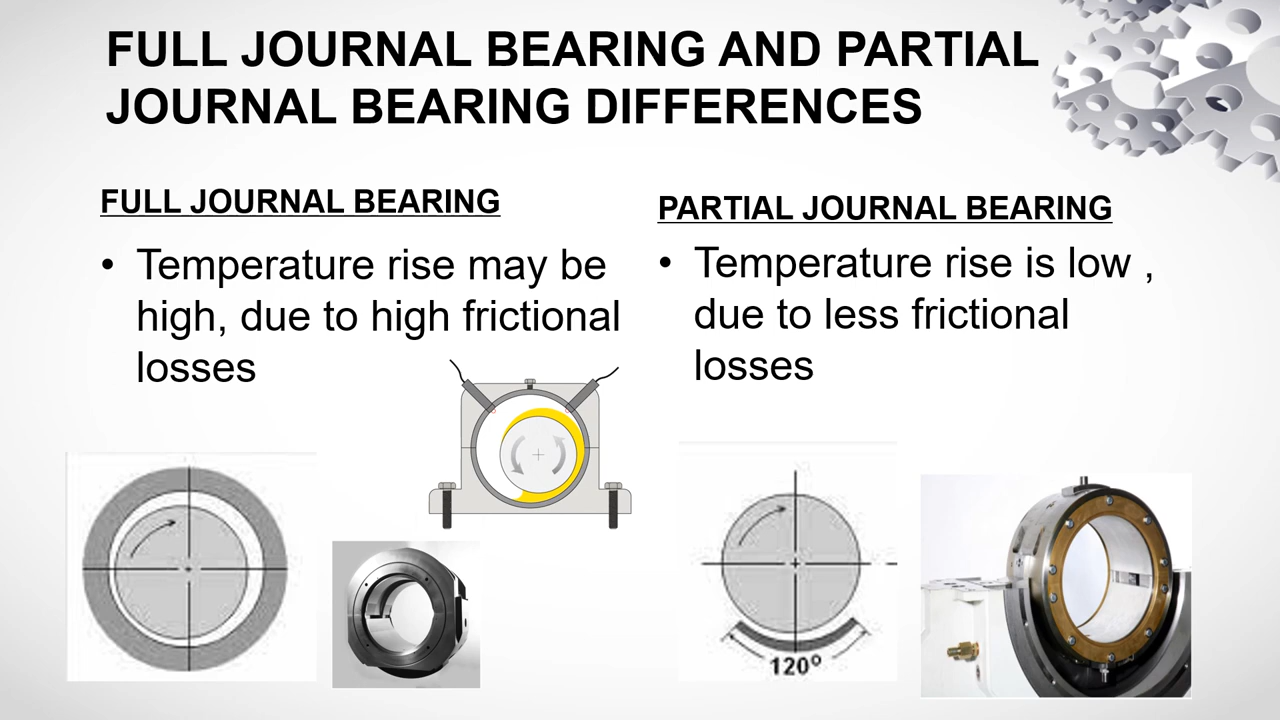 FULL JOURNAL BEARING AND PARTIAL
JOURNAL BEARING DIFFERENCES
FULL JOURNAL BEARING
• Temperature rise may be
high, due to high frictional
losses
PARTIAL JOURNAL BEARING
• Temperature rise is low ,
due to less frictional
losses
120º